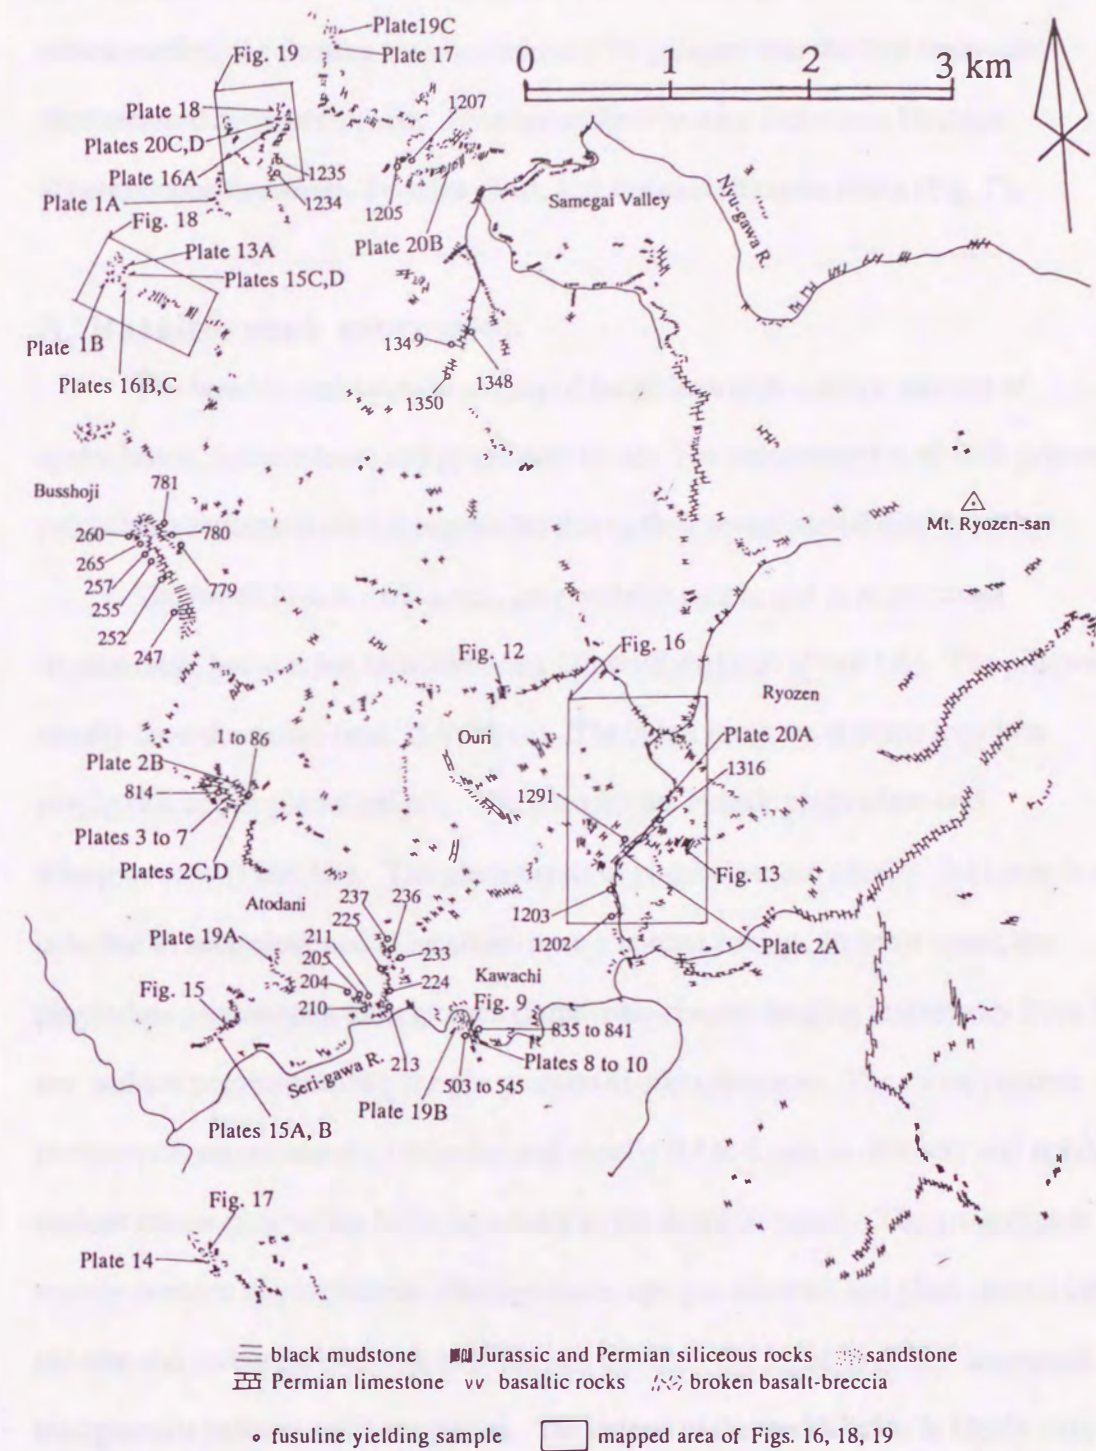 Plate19C
Fig. 19
Plate 17
0 1 2 3 km
Plate 18
1207
Plates 20C,D
Plate 16A
1235
Plate 1A
1234
1205
Samegai Valley
Nyu-gawa R.
Fig. 18
Plate 20B
Plate 13A
Plates 15C,D
Plate 1B
1349
1348
Plates 16B,C
1350
781
Busshoji
Mt. Ryozen-san
260
780
265
257
779
255
252
247
Fig. 12
Fig. 16
Ryozen
1 to 86
Ouri
Plate 20A
Plate 2B
1316
814
1291
Plates 3 to 7
Plates 2C,D
Fig. 13
237
236
Atodani
225
1203
Plate 19A
211
1202
Plate 2A
205
233
204
224
Kawachi
Fig. 15
210
Fig. 9
835 to 841
Seri-gawa R.
213
Plates 8 to 10
503 to 545
Plate 19B
Plates 15A, B
Fig. 17
Plate 14
black mudstone Jurassic and Permian siliceous rocks sandstone
Permian limestone basaltic rocks broken basalt-breccia
fusuline yielding sample mapped area of Figs. 16, 18, 19